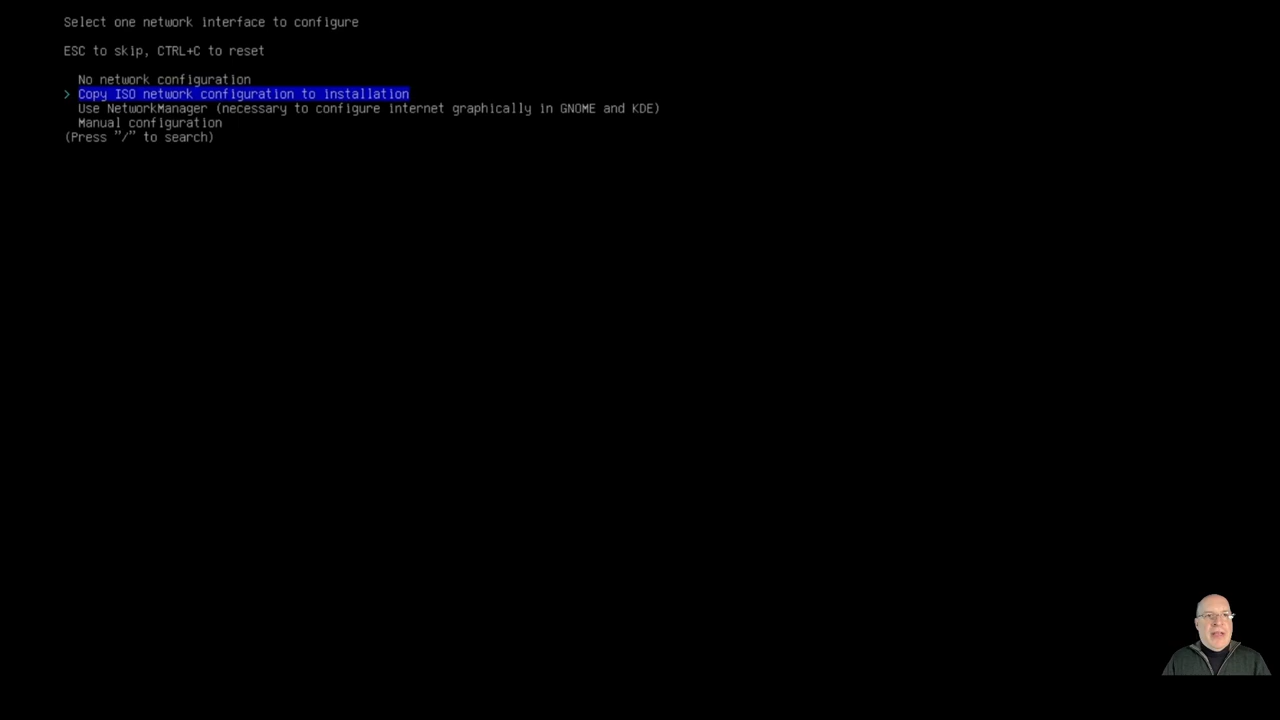 Select one network interface to configure
ESC to skip, CTRL+C to reset
No network configuration
> Copy ISO network configuration to installation
Use NetworkManager (necessary to configure internet graphically in GNOME and KDE)
Manual configuration
(Press "/" to search)